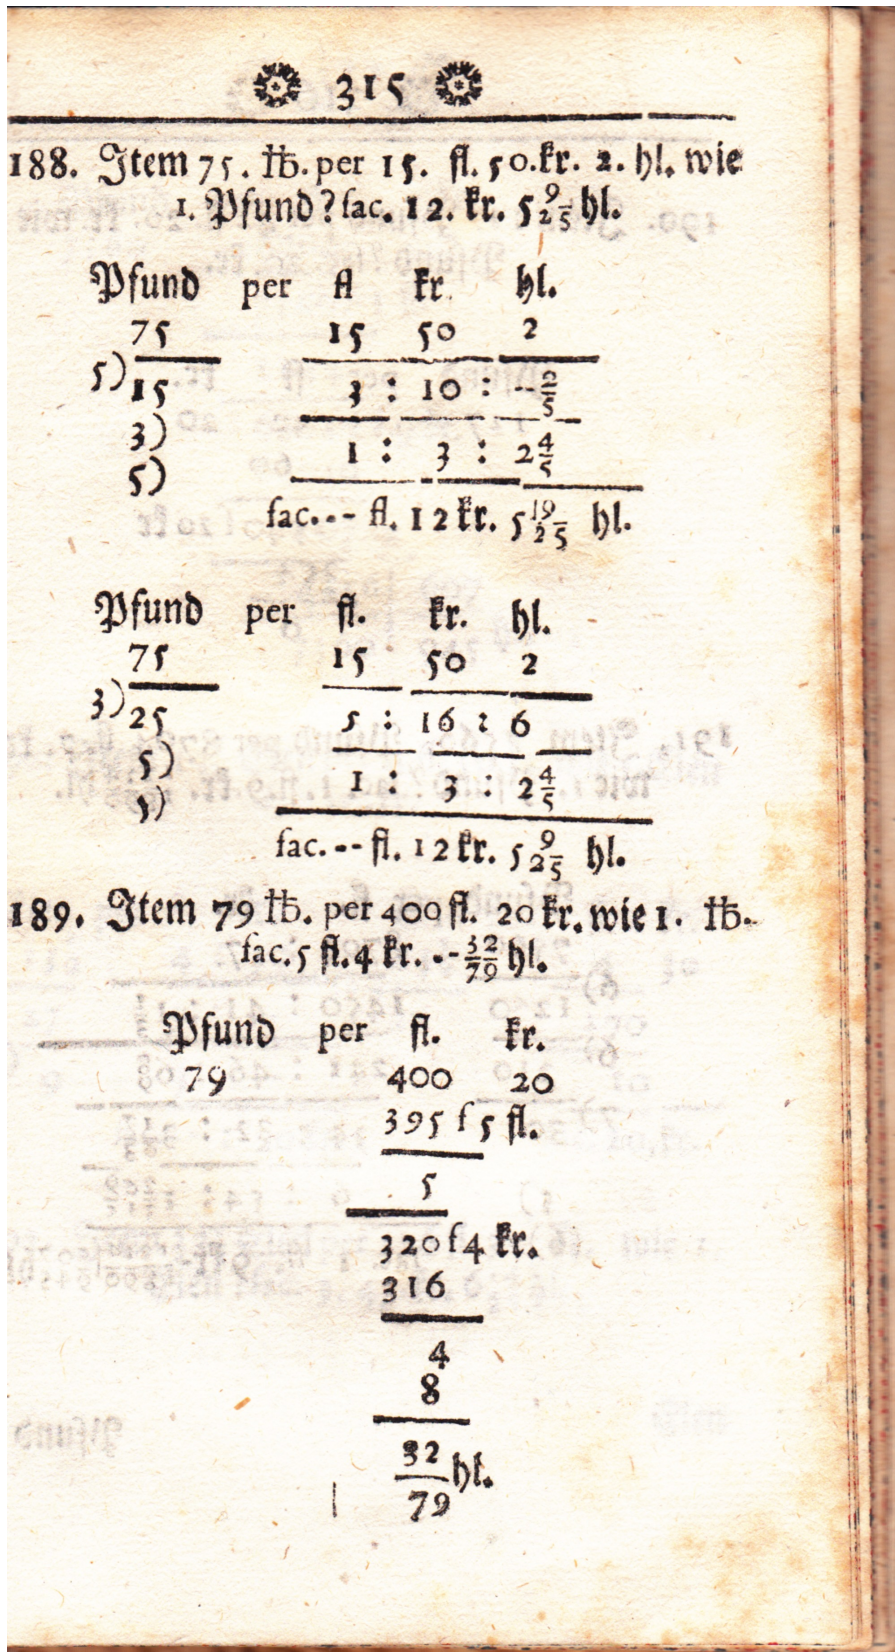 315
188. Item 75. ℔. per 15. fl. 50. kr. 2. hl. wie
1. Pfund? fac. 12. kr. 5 9/25 hl.
Pfund per fl kr. hl.
75 15 50 2
5) 15 3 : 10 : -- 2/5
3) 1 : 3 : 2 4/5
5)
fac. -- fl. 12 kr. 5 19/25 hl.
Pfund per fl. kr. hl.
75 15 50 2
3) 25 5 : 16 : 6
5) 1 : 3 : 2 4/5
5)
fac. -- fl. 12 kr. 5 9/25 hl.
189. Item 79 ℔. per 400 fl. 20 kr. wie 1. ℔.
fac. 5 fl. 4 kr. -- 32/79 hl.
Pfund per fl. kr.
79 400 20
395 ſ 5 fl.
5
320 ſ 4 kr.
316
4
8
32/79 hl.